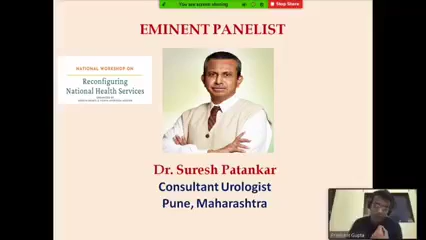 You are screen sharing
Stop Share
EMINENT PANELIST
NATIONAL WORKSHOP ON
Reconfiguring
National Health Services
Dr. Suresh Patankar
Consultant Urologist
Pune, Maharashtra
Gupta